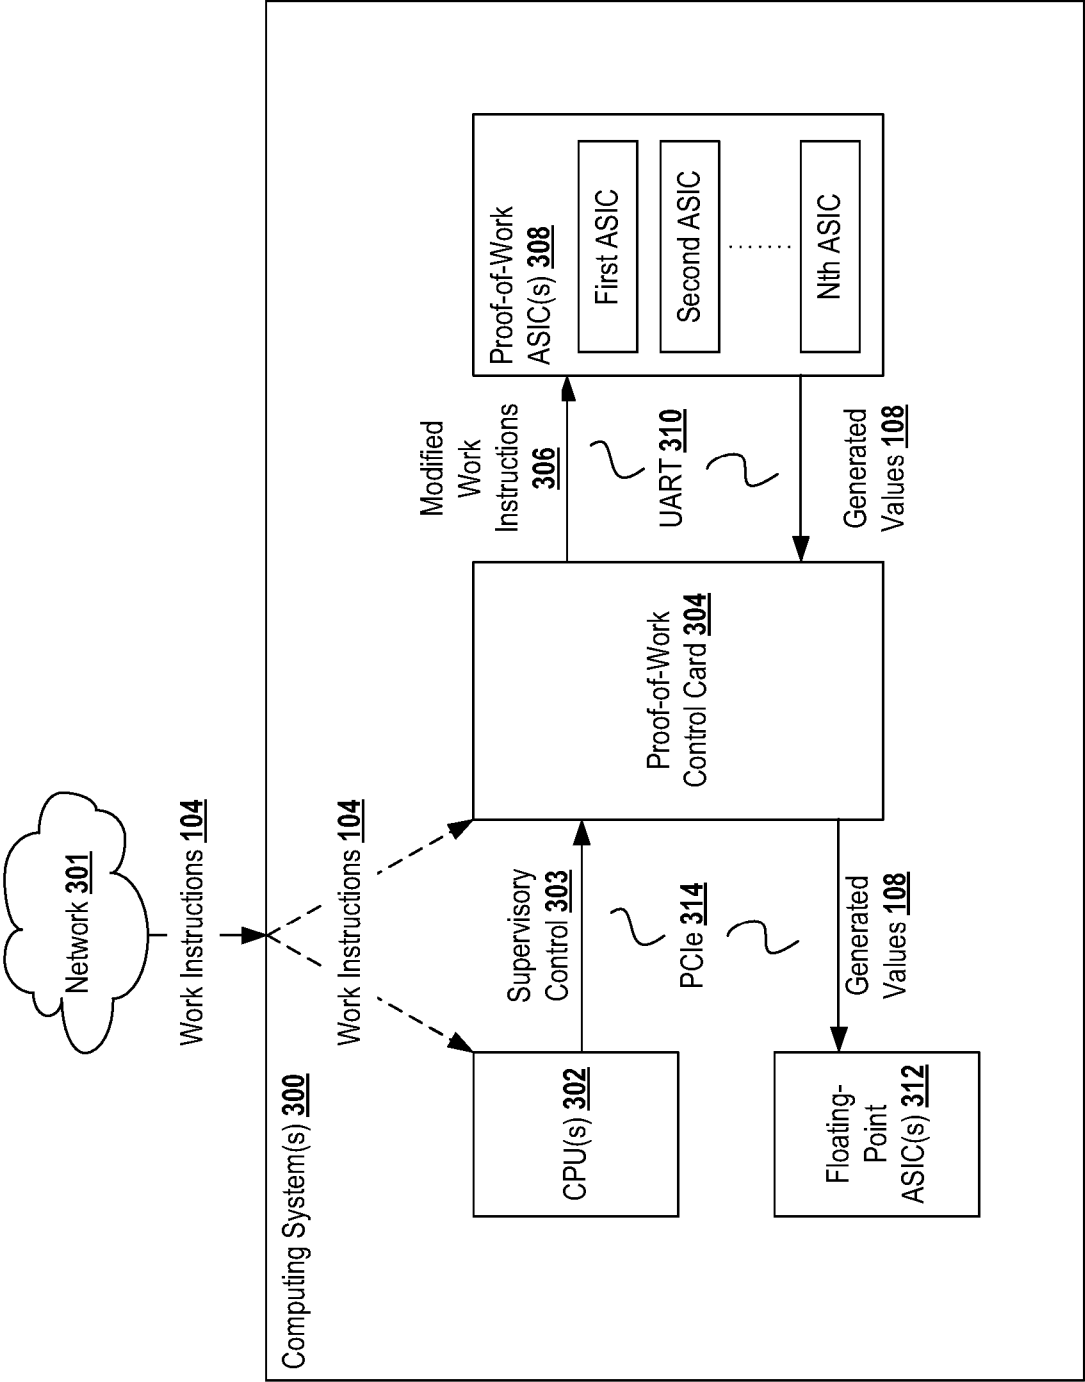 Network 301
Work Instructions 104
Computing System(s) 300
Work Instructions 104
CPU(s) 302
Supervisory
Control 303
PCIe 314
Generated
Values 108
Floating-
Point
ASIC(s) 312
Proof-of-Work
Control Card 304
Modified
Work
Instructions
306
UART 310
Generated
Values 108
Proof-of-Work
ASIC(s) 308
First ASIC
Second ASIC
.......
Nth ASIC